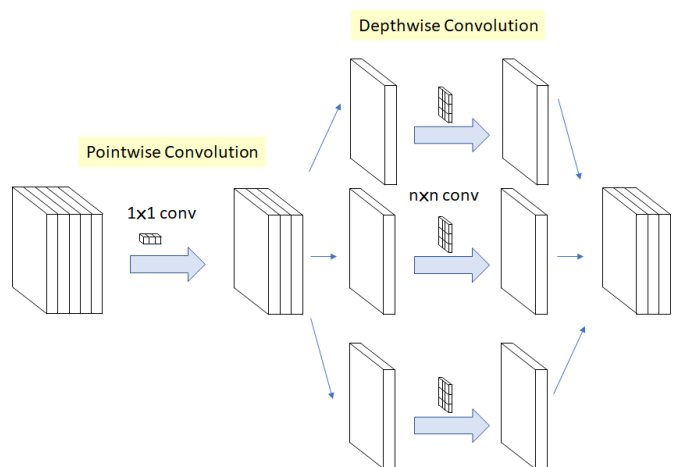 Depthwise Convolution
Pointwise Convolution
1x1 conv
nxn conv